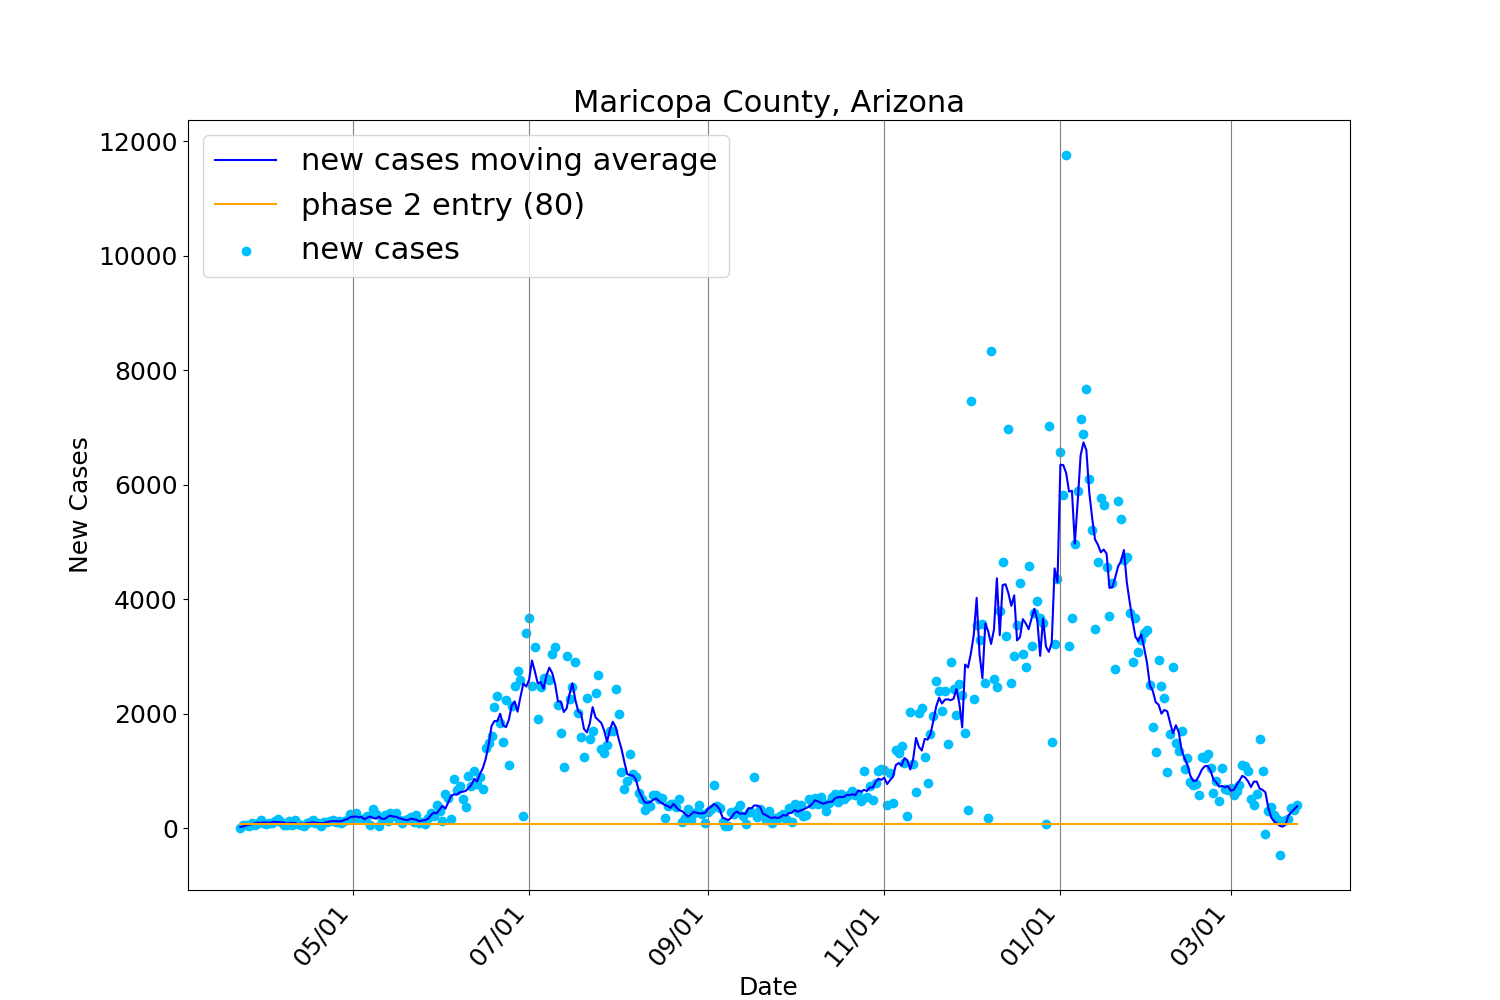 Maricopa County, Arizona
12000
10000
8000
6000
4000
2000
0
New Cases
new cases moving average
phase 2 entry (80)
new cases
05/01
07/01
09/01
11/01
01/01
03/01
Date